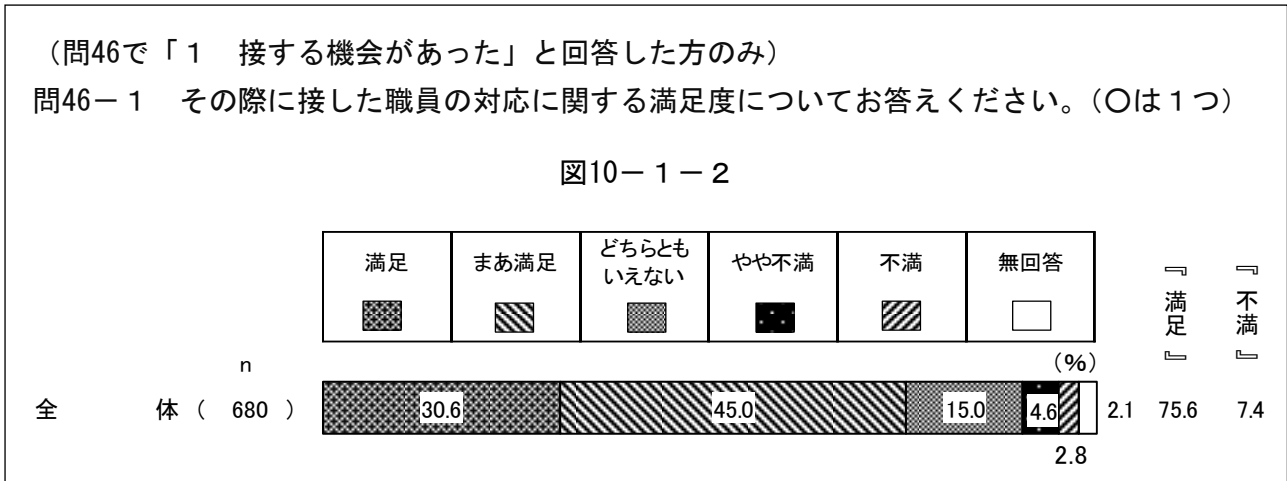 （問46で「１　接する機会があった」と回答した方のみ）
問46－１　その際に接した職員の対応に関する満足度についてお答えください。（〇は１つ）
図10－１－２
満足
まあ満足
どちらとも
いえない
やや不満
不満
無回答
『満足』
『不満』
n
(％)
全　体（　680　）
30.6
45.0
15.0
4.6
2.1
75.6
7.4
2.8